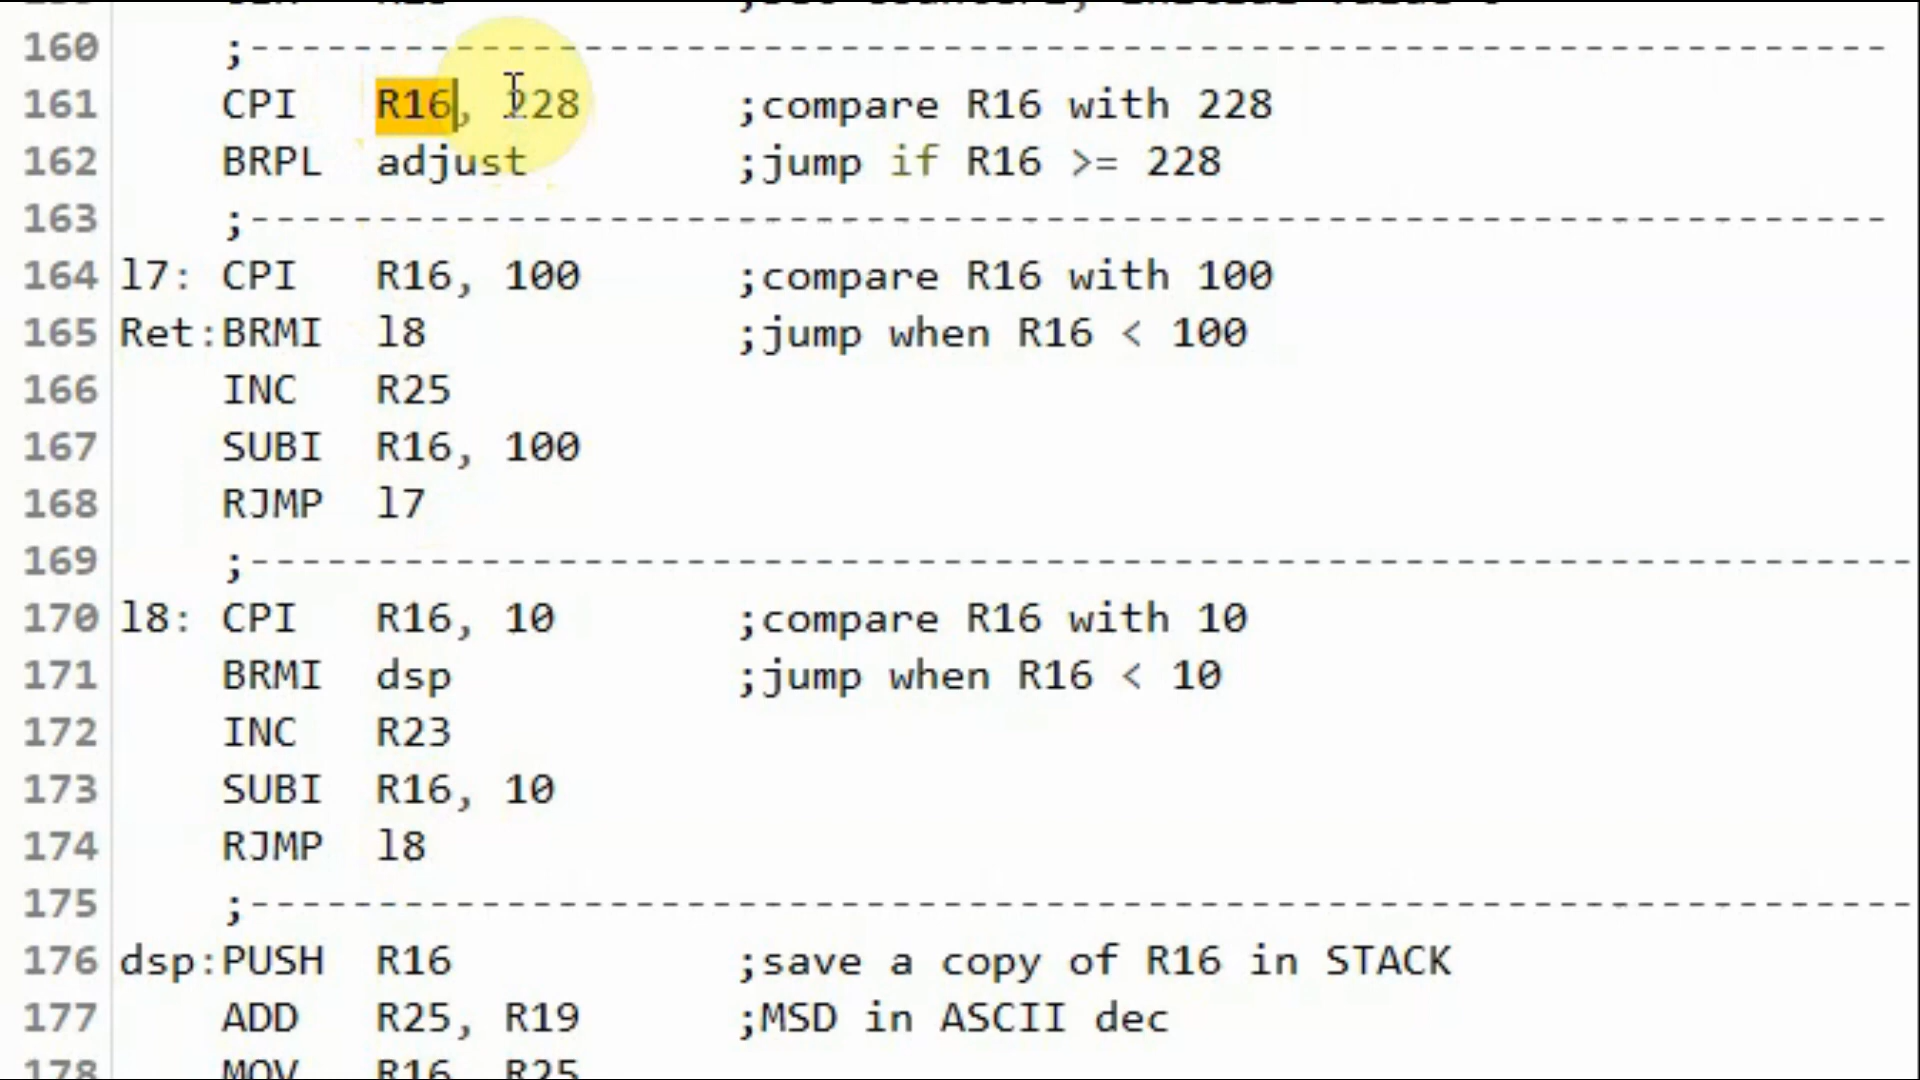 160 ;----------------------------------------------------------------
161 CPI R16, 228 ;compare R16 with 228
162 BRPL adjust ;jump if R16 >= 228
163 ;----------------------------------------------------------------
164 l7: CPI R16, 100 ;compare R16 with 100
165 Ret:BRMI l8 ;jump when R16 < 100
166 INC R25
167 SUBI R16, 100
168 RJMP l7
169 ;-----------------------------------------------------------------
170 l8: CPI R16, 10 ;compare R16 with 10
171 BRMI dsp ;jump when R16 < 10
172 INC R23
173 SUBI R16, 10
174 RJMP l8
175 ;-----------------------------------------------------------------
176 dsp:PUSH R16 ;save a copy of R16 in STACK
177 ADD R25, R19 ;MSD in ASCII dec
178 MOV R16, R25